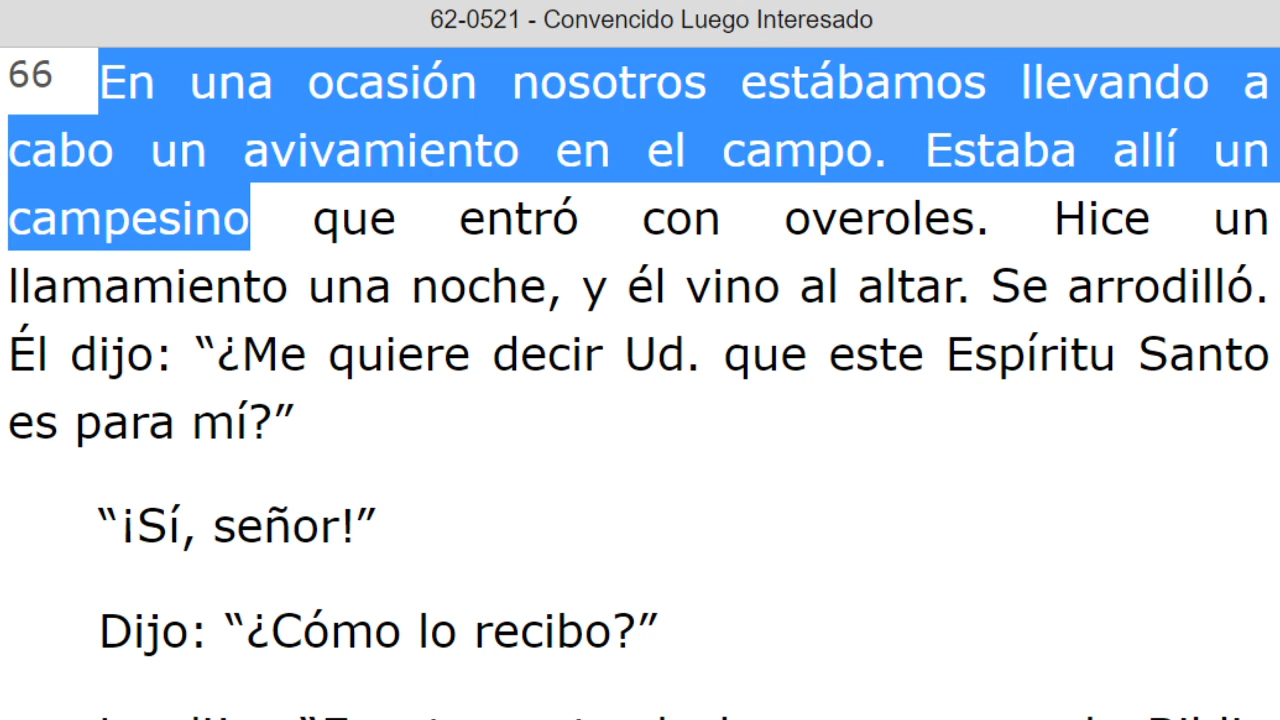 62-0521 - Convencido Luego Interesado
66 En una ocasión nosotros estábamos llevando a
cabo un avivamiento en el campo. Estaba allí un
campesino que entró con overoles. Hice un
llamamiento una noche, y él vino al altar. Se arrodilló.
Él dijo: “¿Me quiere decir Ud. que este Espíritu Santo
es para mí?”
“¡Sí, señor!”
Dijo: “¿Cómo lo recibo?”